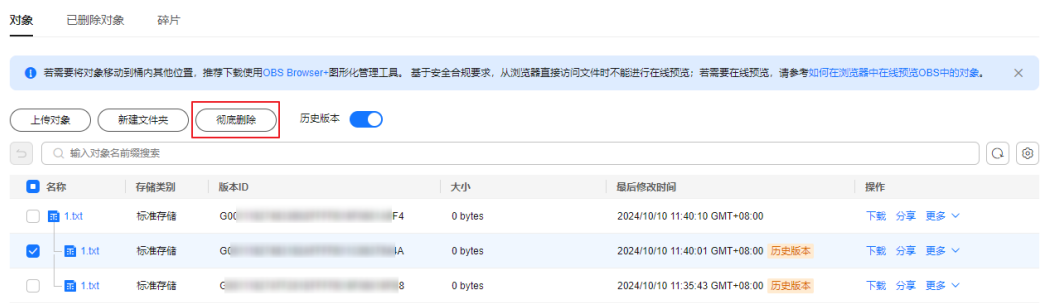 对象 已删除对象 碎片
若需要将对象移动到桶内其他位置，推荐下载使用OBS Browser+图形化管理工具。 基于安全合规要求，从浏览器直接访问文件时不能进行在线预览；若需要在线预览，请参考如何在浏览器中在线预览OBS中的对象。
上传对象 新建文件夹 彻底删除 历史版本
输入对象名前缀搜索
名称 存储类别 版本ID 大小 最后修改时间 操作
1.txt 标准存储 G00 F4 0 bytes 2024/10/10 11:40:10 GMT+08:00 下载 分享 更多
1.txt 标准存储 0 bytes 2024/10/10 11:40:01 GMT+08:00 历史版本 下载 分享 更多
1.txt 标准存储 G 8 0 bytes 2024/10/10 11:35:43 GMT+08:00 历史版本 下载 分享 更多